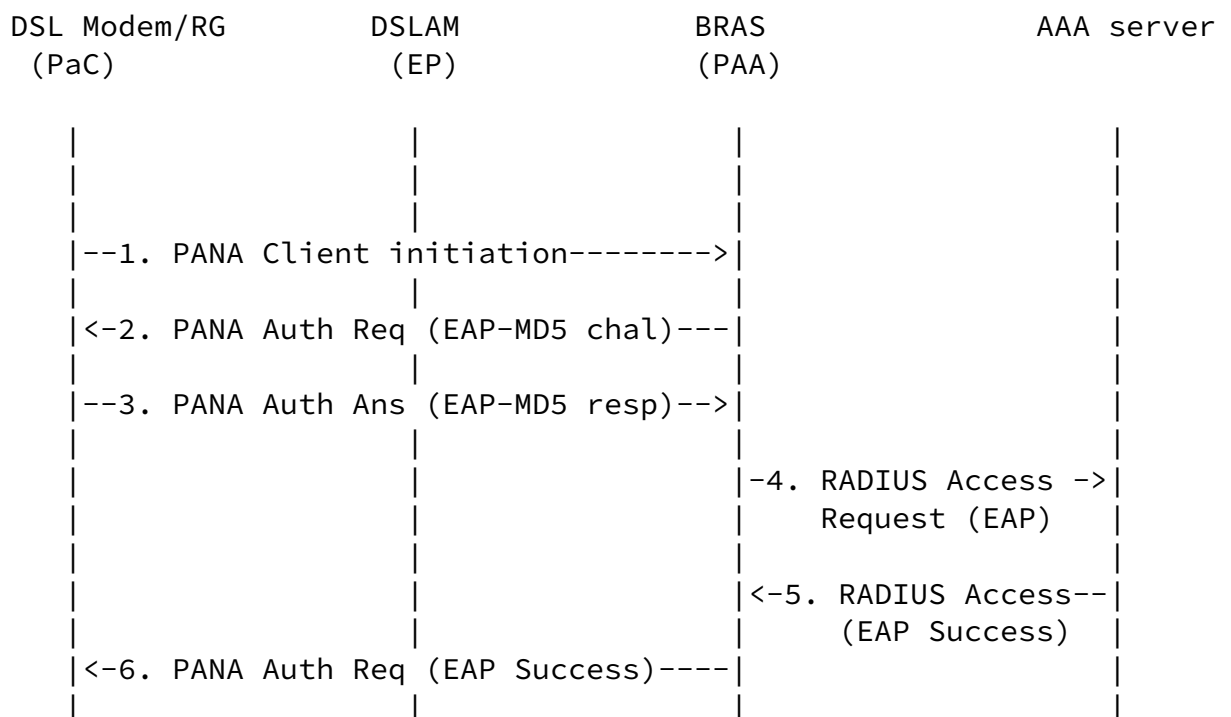 DSL Modem/RG DSLAM BRAS AAA server
(PaC) (EP) (PAA)
|--1. PANA Client initiation-------->|
|<-2. PANA Auth Req (EAP-MD5 chal)---|
|--3. PANA Auth Ans (EAP-MD5 resp)-->|
|-4. RADIUS Access ->|
Request (EAP)
|<-5. RADIUS Access--|
(EAP Success)
|<-6. PANA Auth Req (EAP Success)----|